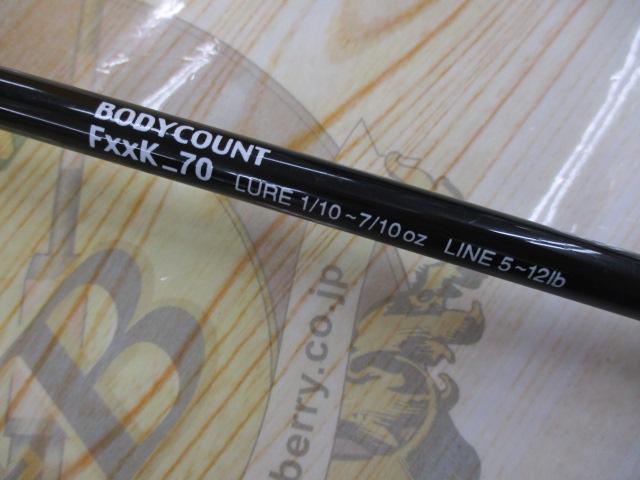 BODYCOUNT
FxxK_70 LURE 1/10~7/10oz LINE 5~12lb
berry.co.jp
B